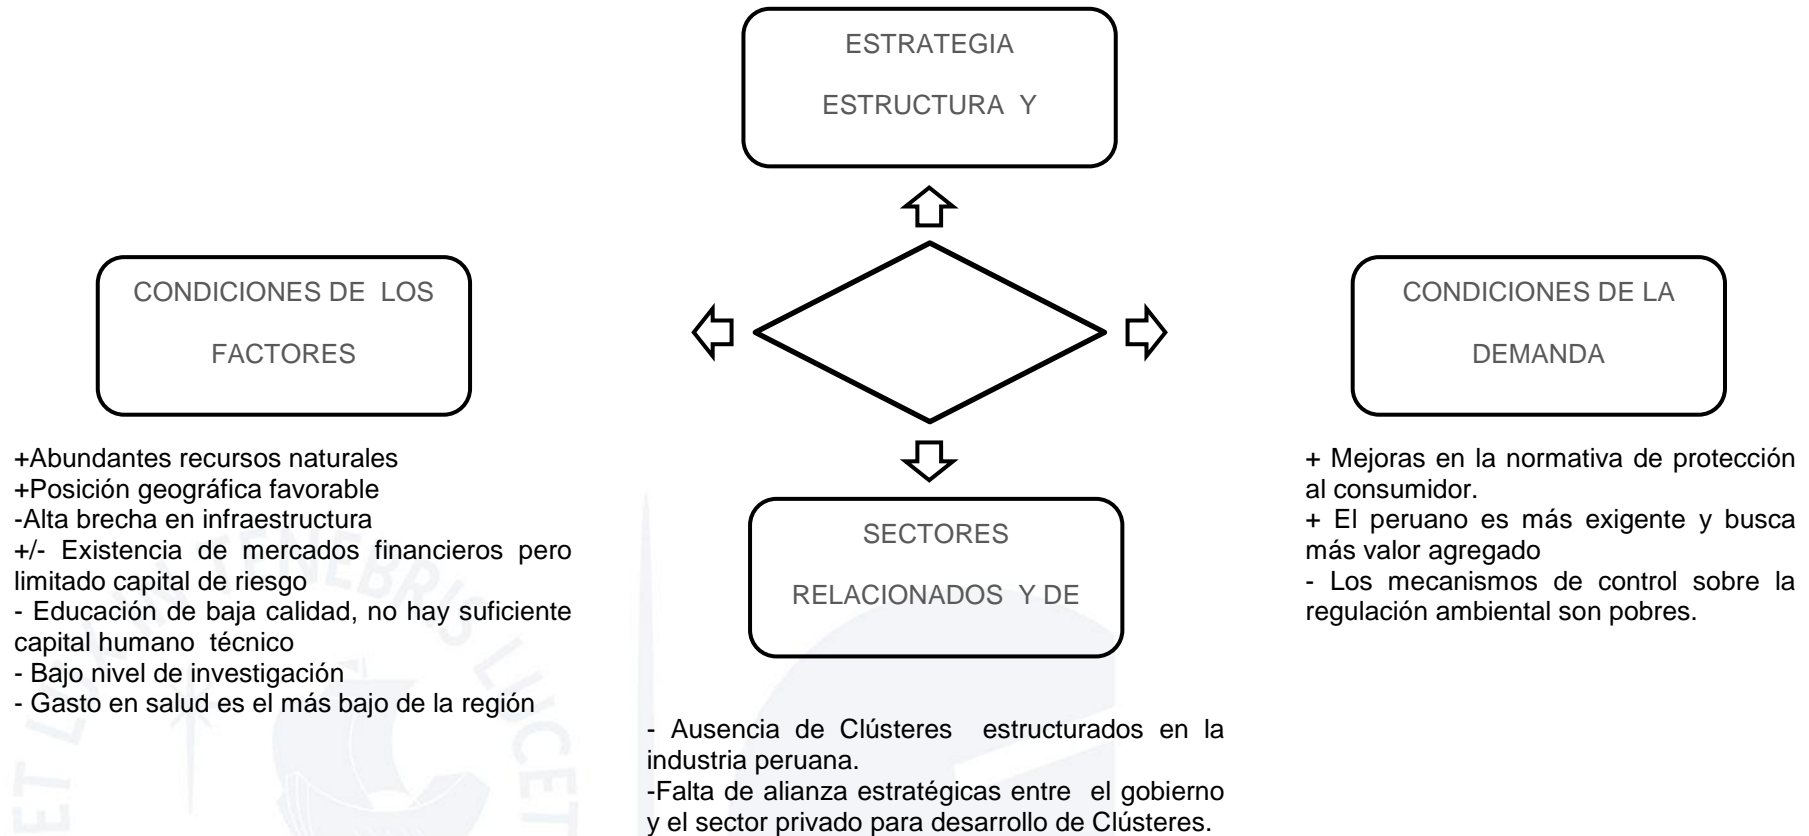 ESTRATEGIA
ESTRUCTURA Y
CONDICIONES DE LOS
FACTORES
CONDICIONES DE LA
DEMANDA
+Abundantes recursos naturales
+Posición geográfica favorable
-Alta brecha en infraestructura
+/- Existencia de mercados financieros pero
limitado capital de riesgo
- Educación de baja calidad, no hay suficiente
capital humano técnico
- Bajo nivel de investigación
- Gasto en salud es el más bajo de la región
+ Mejoras en la normativa de protección
al consumidor.
+ El peruano es más exigente y busca
más valor agregado
- Los mecanismos de control sobre la
regulación ambiental son pobres.
SECTORES
RELACIONADOS Y DE
- Ausencia de Clústeres estructurados en la
industria peruana.
-Falta de alianza estratégicas entre el gobierno
y el sector privado para desarrollo de Clústeres.
ET LUX IN TENEBRIS LUCET